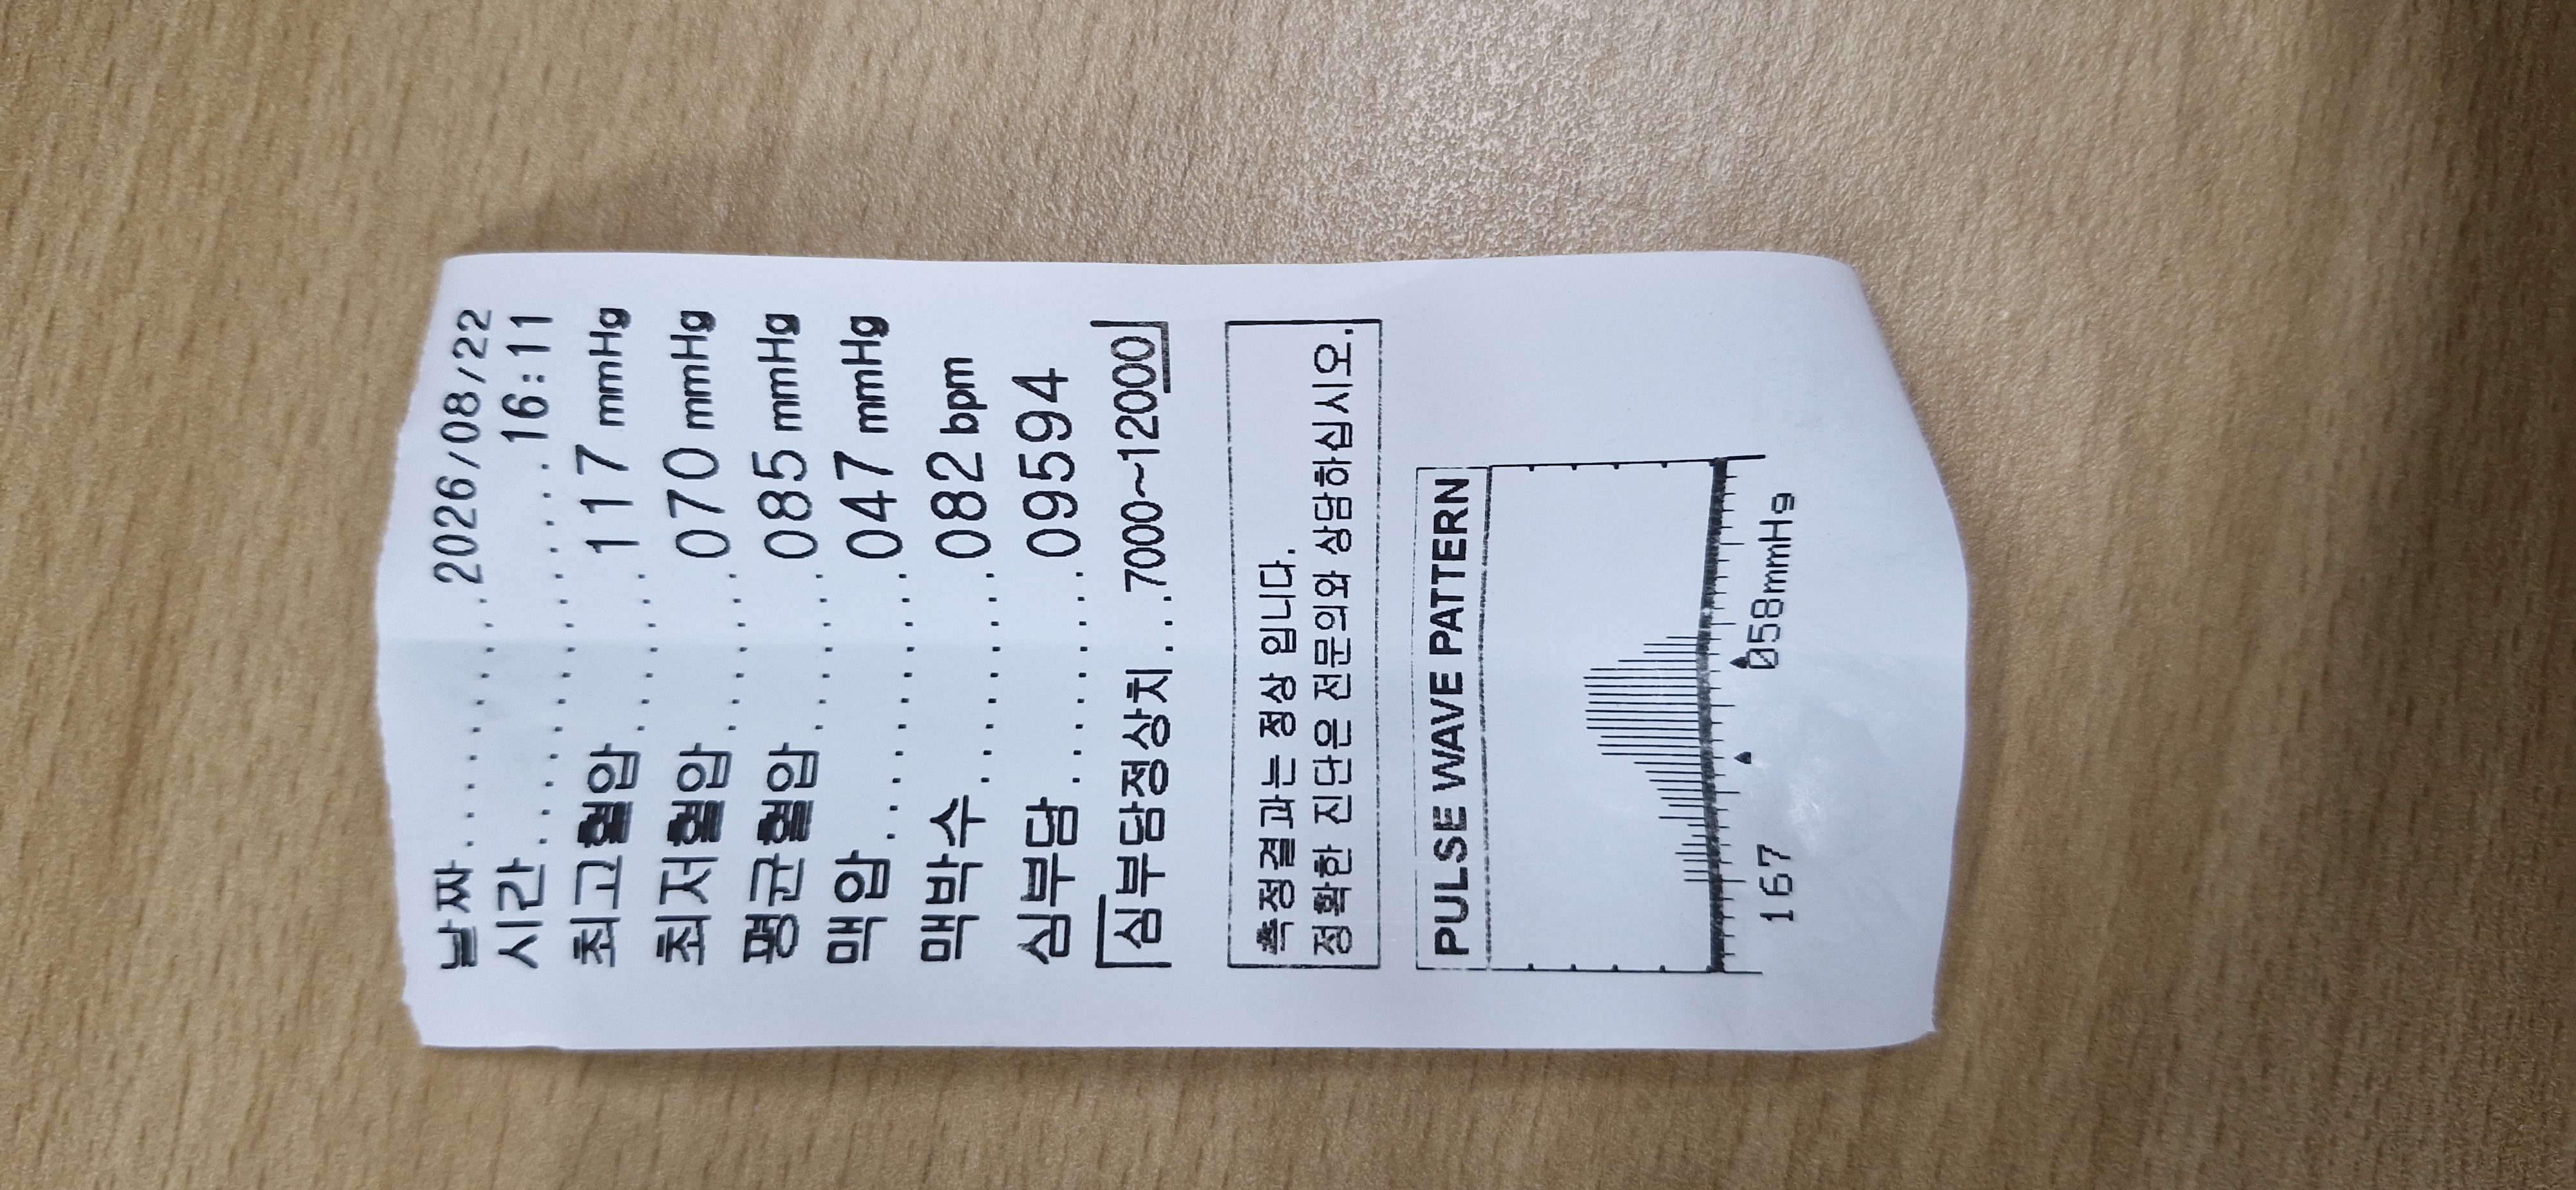 날짜..............2026/08/22
시간....................16:11
최고혈압........117 mmHg
최저혈압........070 mmHg
평균혈압........085 mmHg
맥압..............047 mmHg
맥박수...........082 bpm
심부담...........09594
심부담정상치...7000~12000
측정결과는 정상 입니다.
정확한 진단은 전문의와 상담하십시오.
PULSE WAVE PATTERN
167 058mmHg